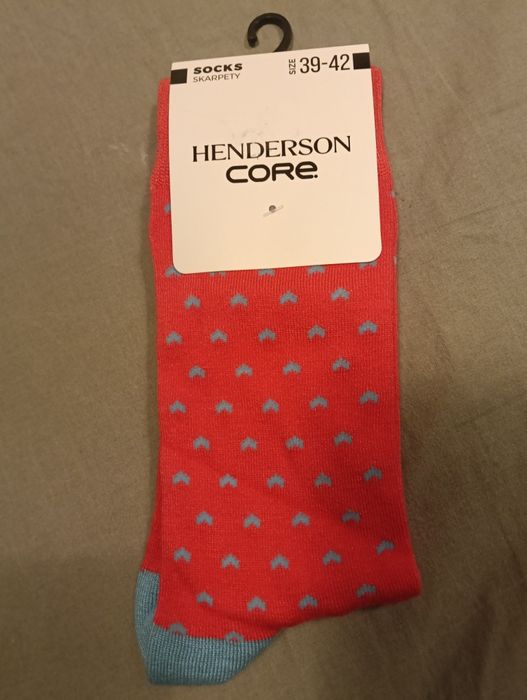 SOCKS
SKARPETY
SIZE 39-42
HENDERSON
CORE.